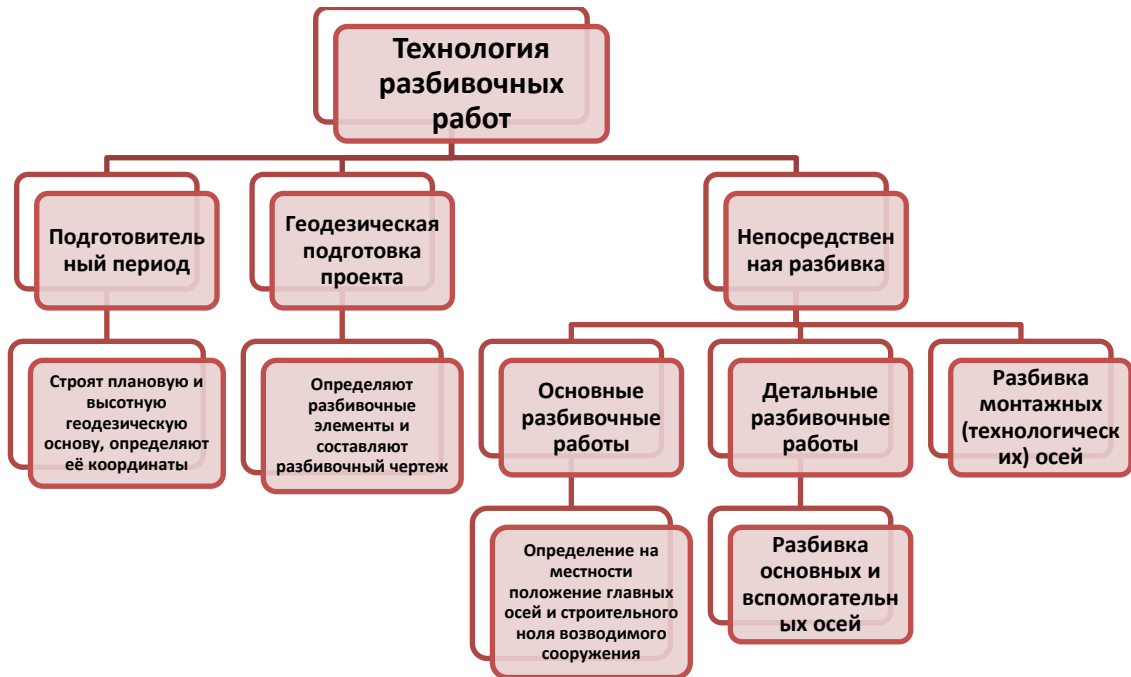 Технология
разбивочных
работ
Подготовитель
ный период
Геодезическая
подготовка
проекта
Непосредствен
ная разбивка
Строят плановую и
высотную
геодезическую
основу, определяют
её координаты
Определяют
разбивочные
элементы и
составляют
разбивочный чертеж
Основные
разбивочные
работы
Детальные
разбивочные
работы
Разбивка
монтажных
(технологическ
их) осей
Определение на
местности
положение главных
осей и строительного
ноля возводимого
сооружения
Разбивка
основных и
вспомогательн
ых осей